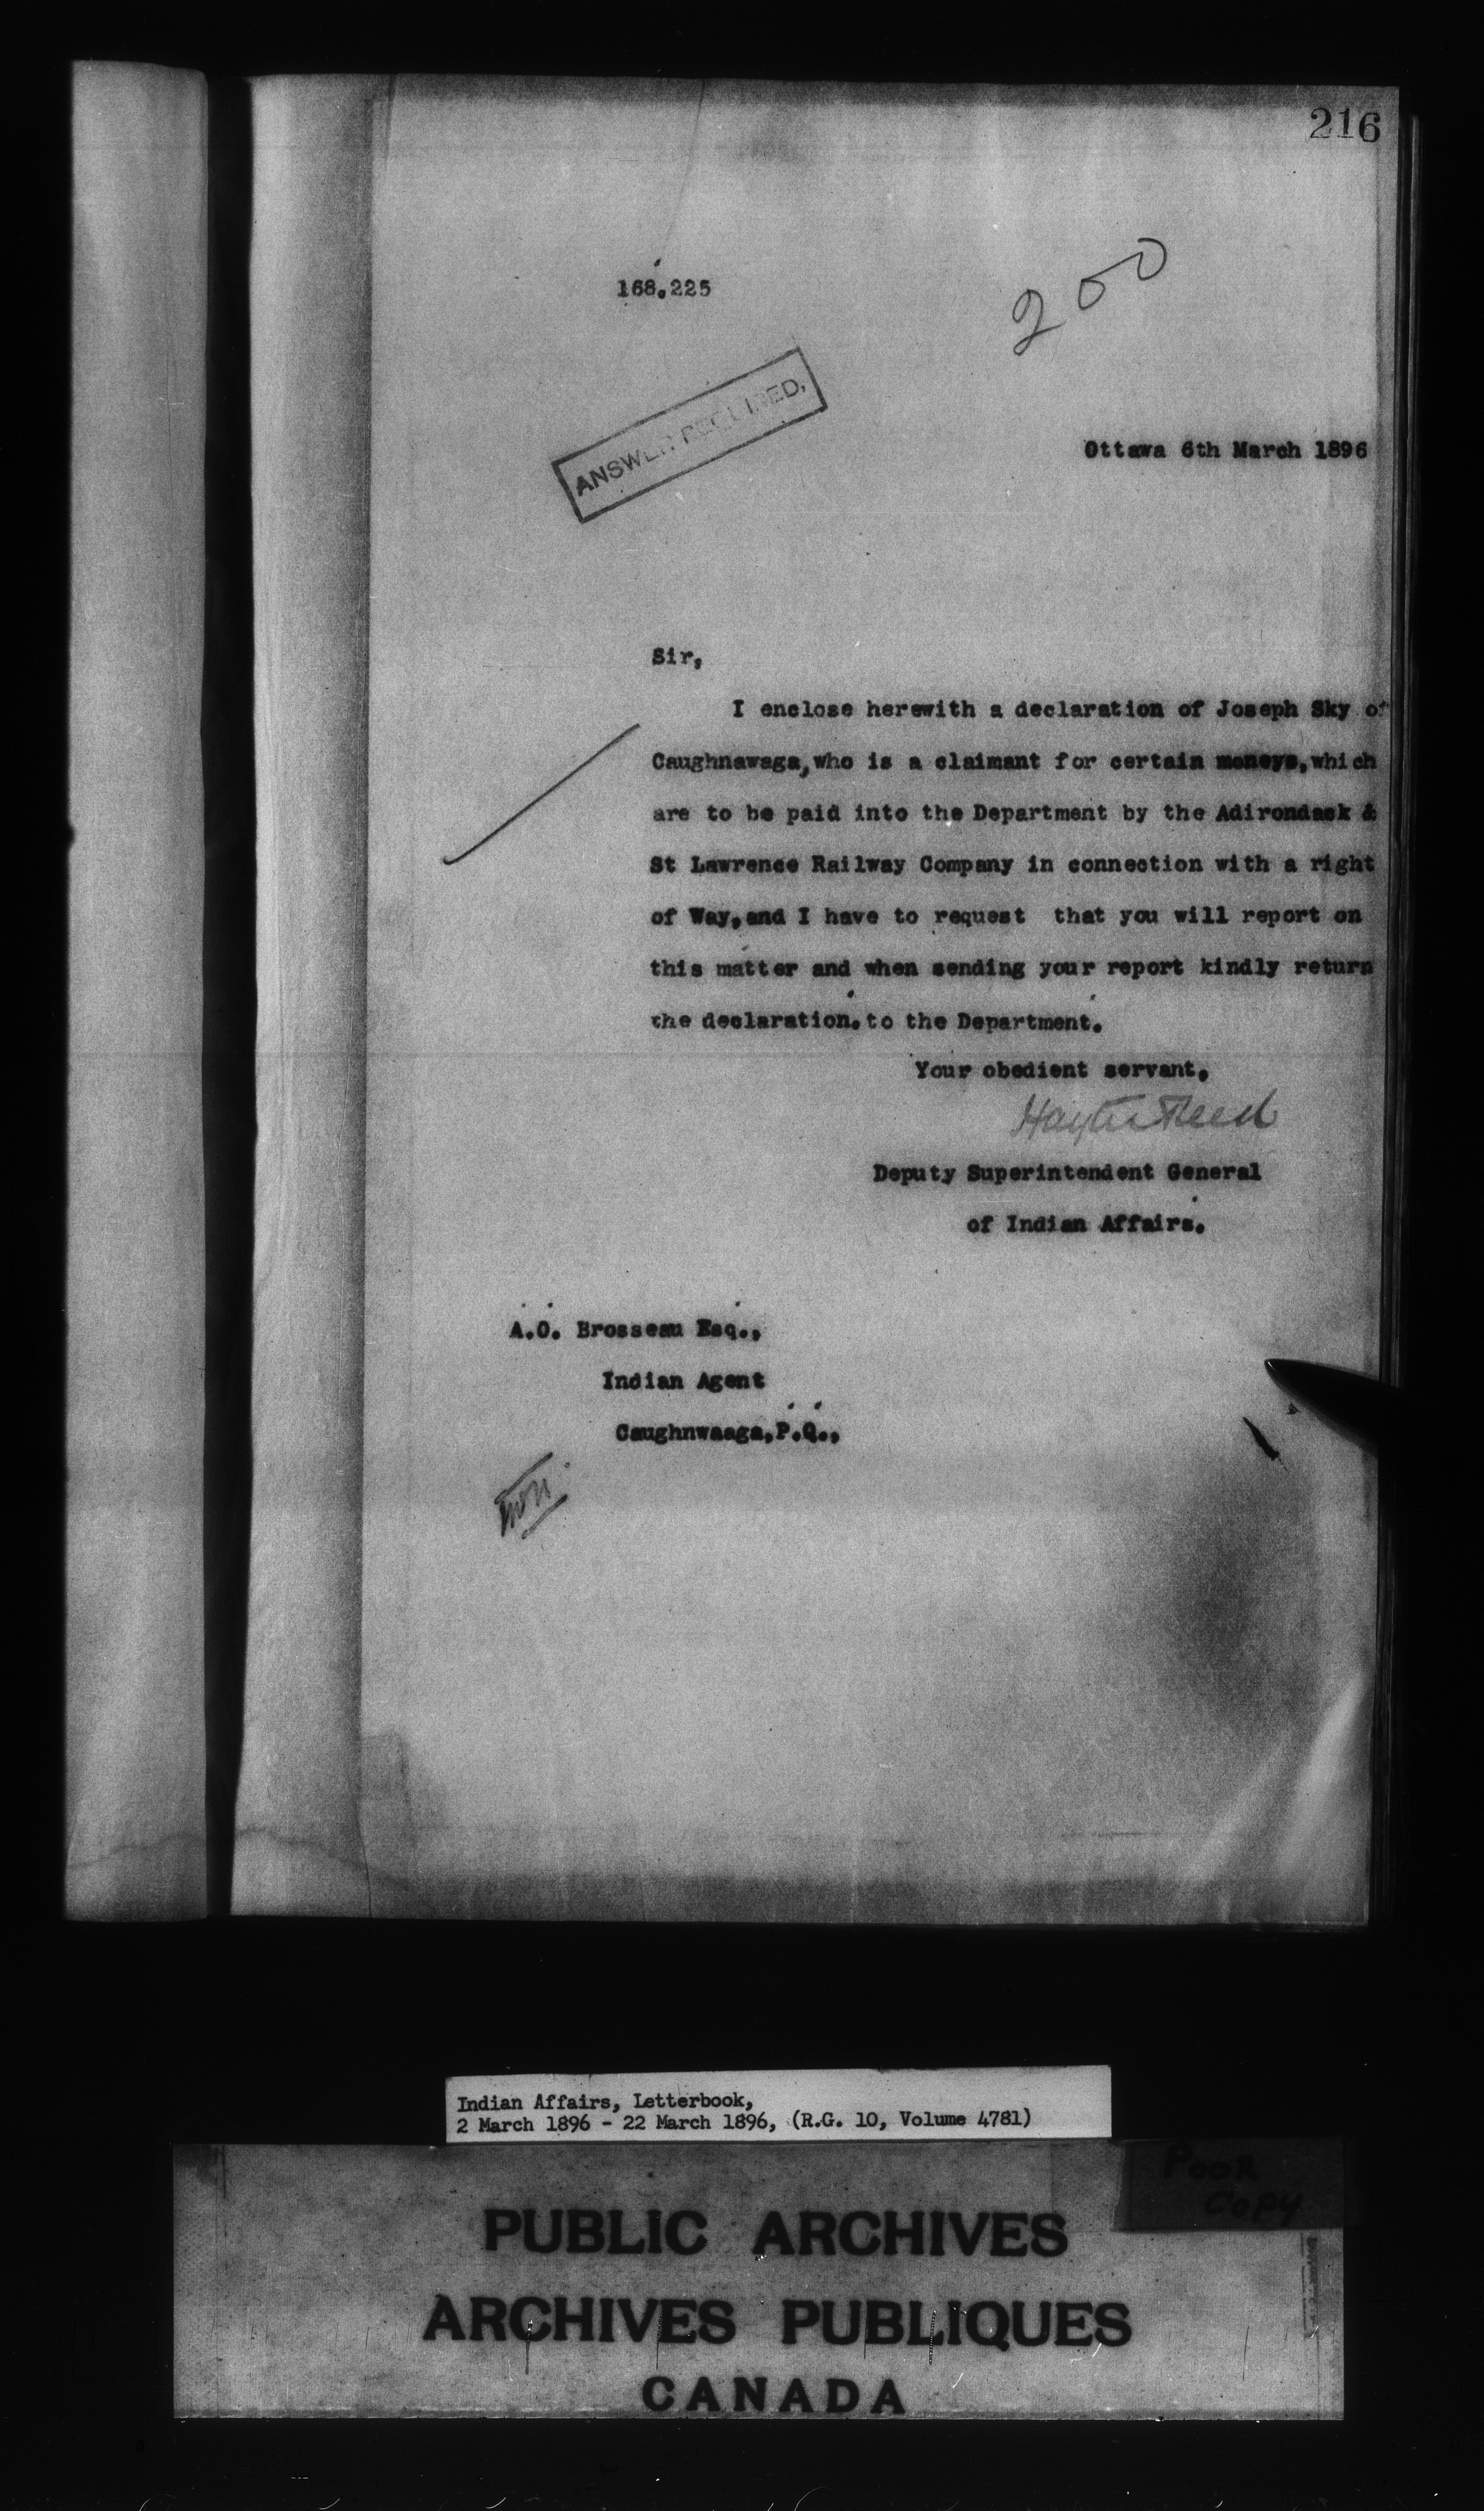 216
168.225
200
ANSWER REQUIRED.
Ottawa 6th March 1896
Sir,
I enclose herewith a declaration of Joseph Sky of
Caughnawaga,who is a claimant for certain moneys,which
are to be paid into the Department by the Adirondack &
St Lawrence Railway Company in connection with a right
of Way,and I have to request that you will report on
this matter and when sending your report kindly return
the declaration.to the Department.
Your obedient servant.
Hayter Reed
Deputy Superintendent General
of Indian Affairs.
A.O. Brosseau Esq.,
Indian Agent
Caughnwaaga,P.Q.,
Indian Affairs, Letterbook,
2 March 1896 - 22 March 1896, (R.G. 10, Volume 4781)
Poor
Copy
PUBLIC ARCHIVES
ARCHIVES PUBLIQUES
CANADA